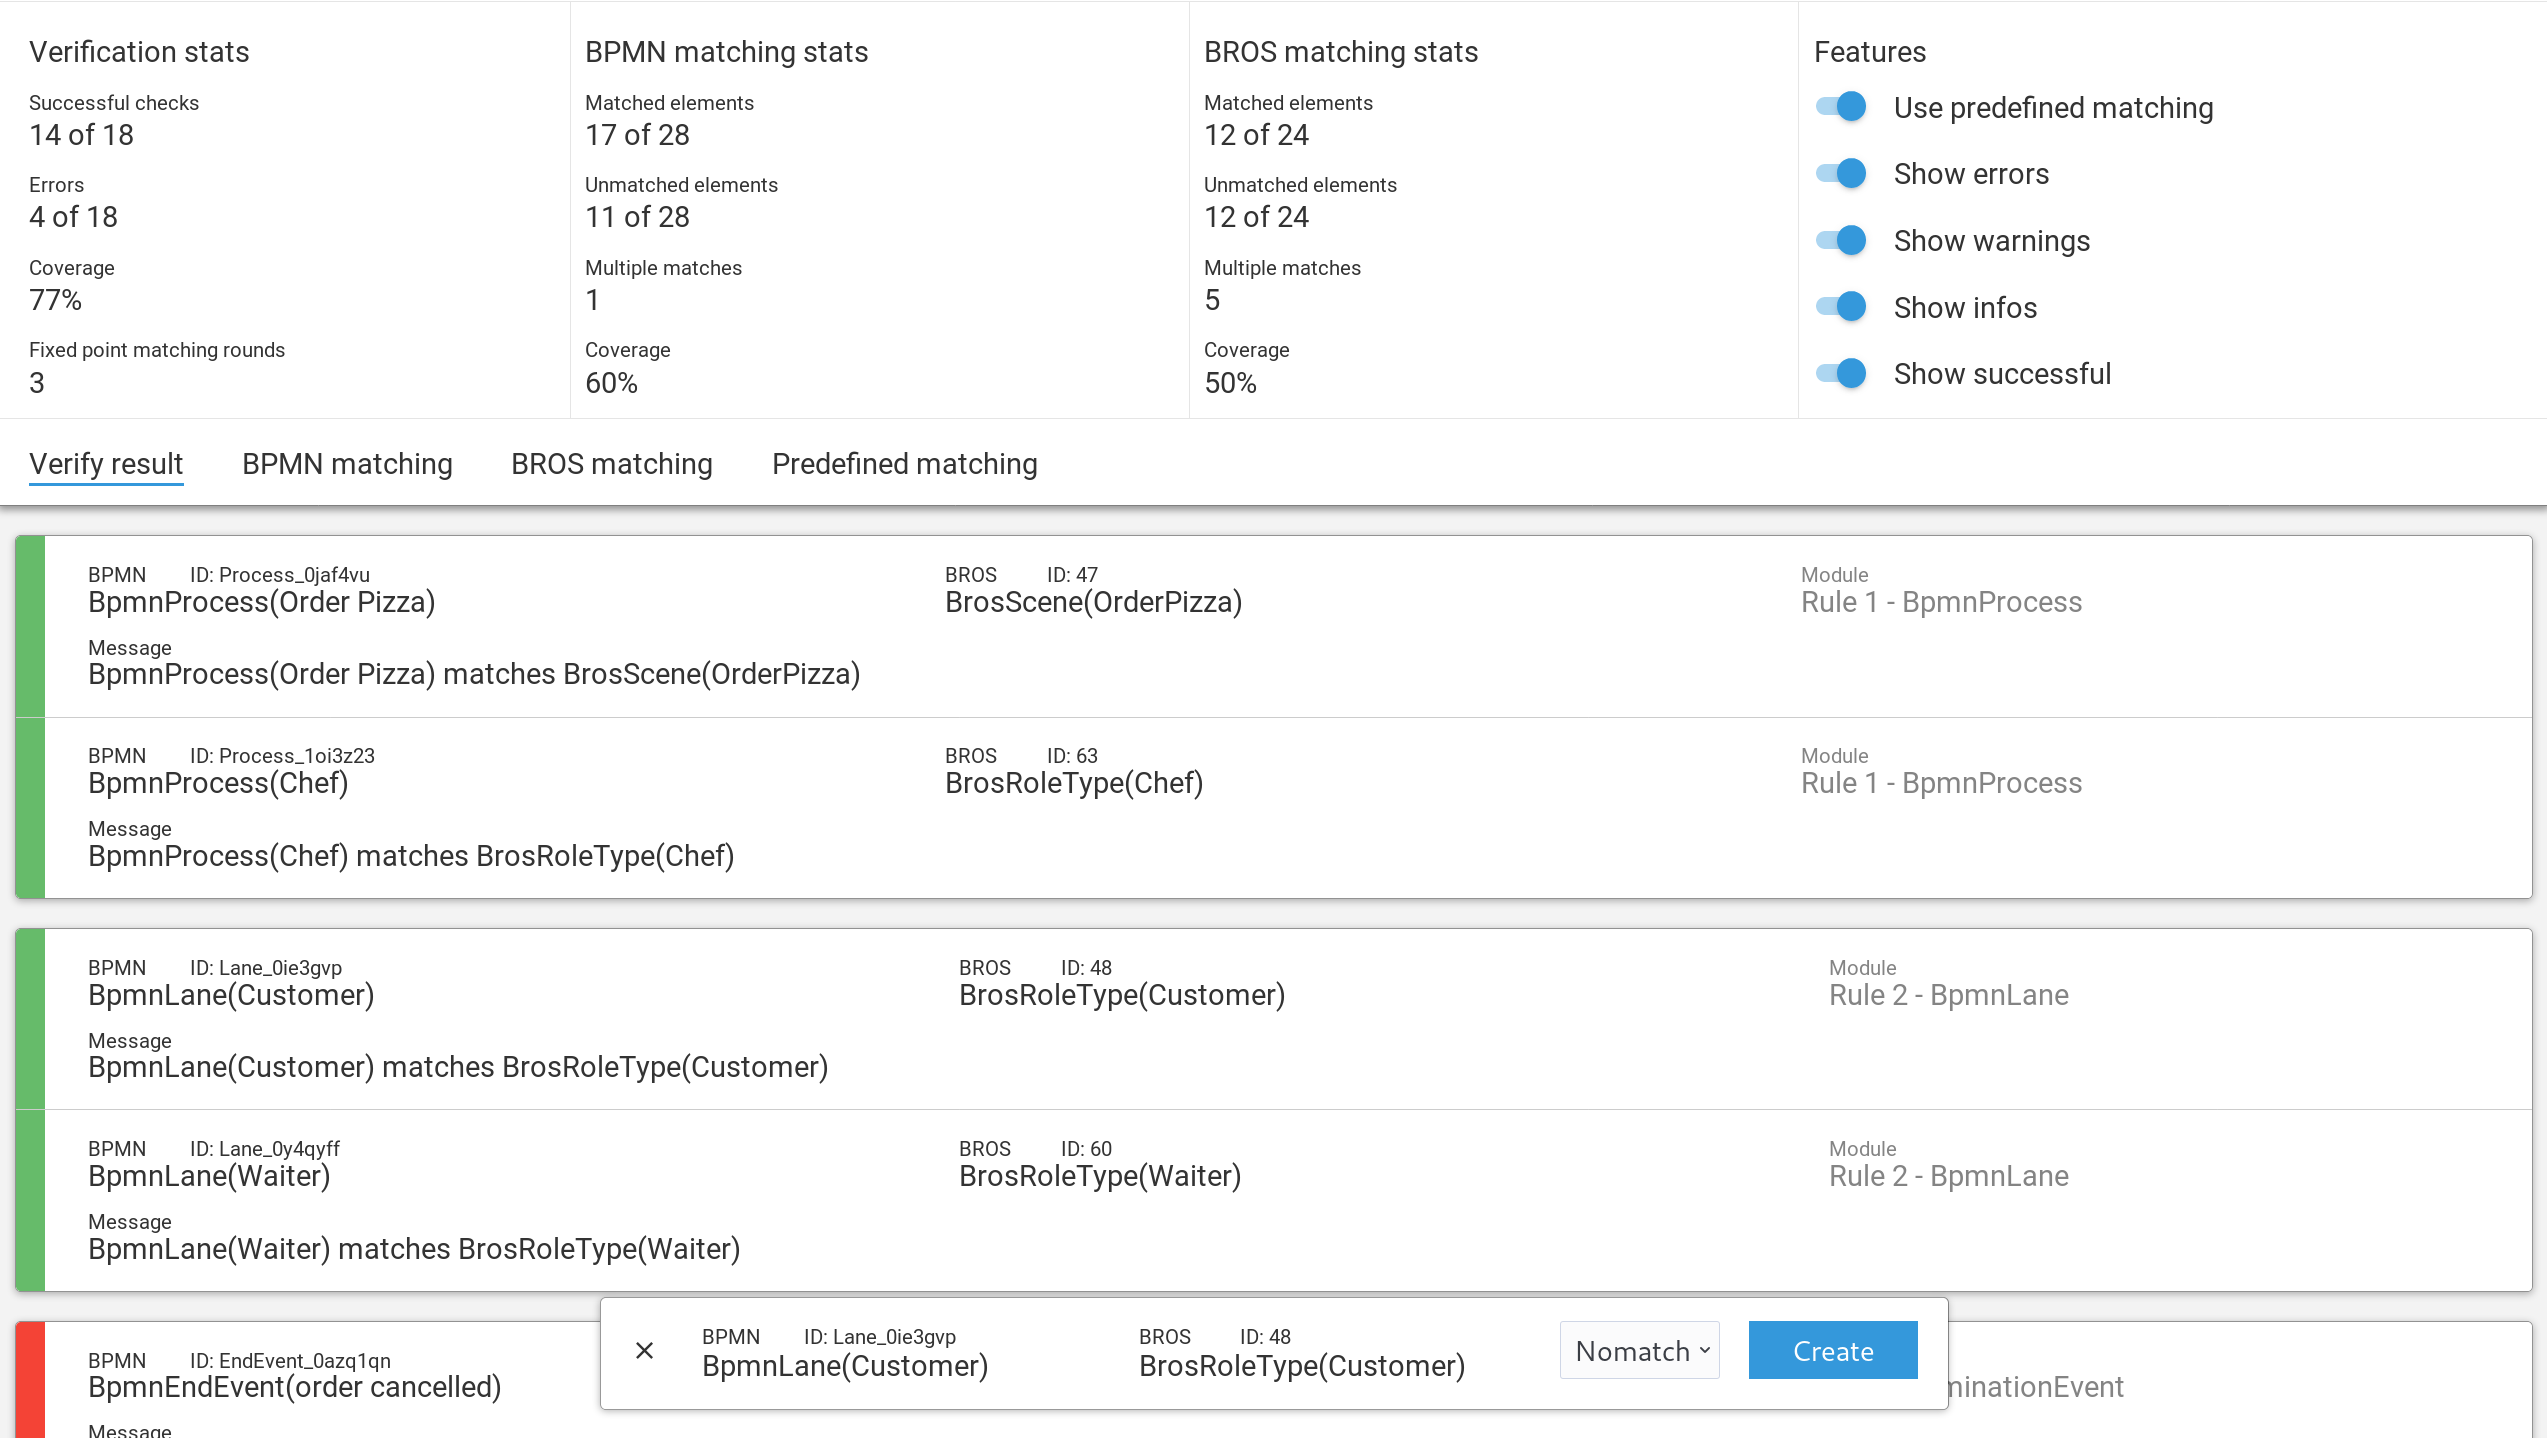 Verification stats
Successful checks
14 of 18
Errors
4 of 18
Coverage
77%
Fixed point matching rounds
3
BPMN matching stats
Matched elements
17 of 28
Unmatched elements
11 of 28
Multiple matches
1
Coverage
60%
BROS matching stats
Matched elements
12 of 24
Unmatched elements
12 of 24
Multiple matches
5
Coverage
50%
Features
Use predefined matching
Show errors
Show warnings
Show infos
Show successful
Verify result BPMN matching BROS matching Predefined matching
BPMN ID: Process_0jaf4vu BROS ID: 47 Module
BpmnProcess(Order Pizza) BrosScene(OrderPizza) Rule 1 - BpmnProcess
Message
BpmnProcess(Order Pizza) matches BrosScene(OrderPizza)
BPMN ID: Process_1oi3z23 BROS ID: 63 Module
BpmnProcess(Chef) BrosRoleType(Chef) Rule 1 - BpmnProcess
Message
BpmnProcess(Chef) matches BrosRoleType(Chef)
BPMN ID: Lane_0ie3gvp BROS ID: 48 Module
BpmnLane(Customer) BrosRoleType(Customer) Rule 2 - BpmnLane
Message
BpmnLane(Customer) matches BrosRoleType(Customer)
BPMN ID: Lane_0y4qyff BROS ID: 60 Module
BpmnLane(Waiter) BrosRoleType(Waiter) Rule 2 - BpmnLane
Message
BpmnLane(Waiter) matches BrosRoleType(Waiter)
BPMN ID: EndEvent_0azq1qn
BpmnEndEvent(order cancelled) minationEvent
Message
BPMN ID: Lane_0ie3gvp BROS ID: 48
BpmnLane(Customer) BrosRoleType(Customer) Nomatch Create